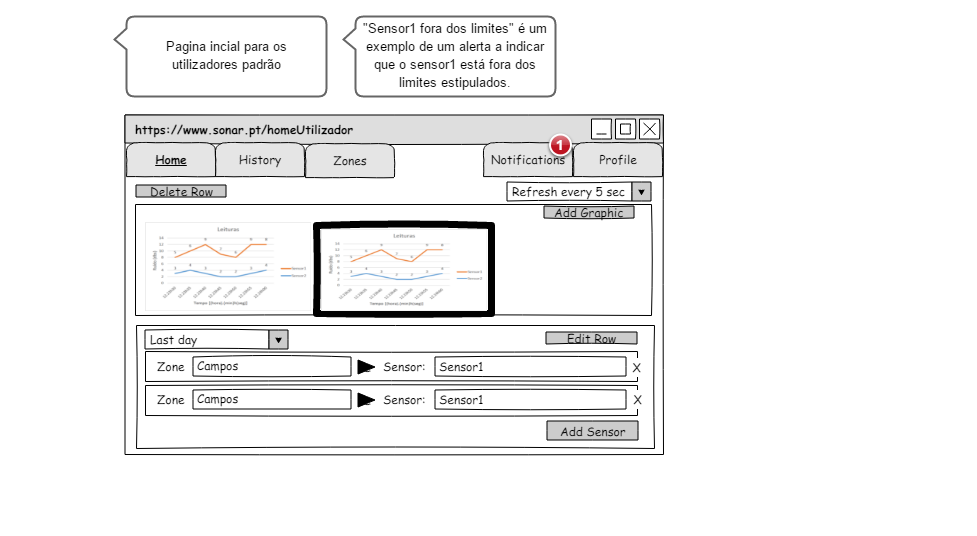 Pagina incial para os
utilizadores padrão
"Sensor1 fora dos limites" é um
exemplo de um alerta a indicar
que o sensor1 está fora dos
limites estipulados.
https://www.sonar.pt/homeUtilizador
Home
History
Zones
Notifications
1
Profile
Delete Row
Refresh every 5 sec
Add Graphic
Leituras
Leituras
Last day
Edit Row
Zone
Campos
Sensor:
Sensor1
X
Zone
Campos
Sensor:
Sensor1
X
Add Sensor